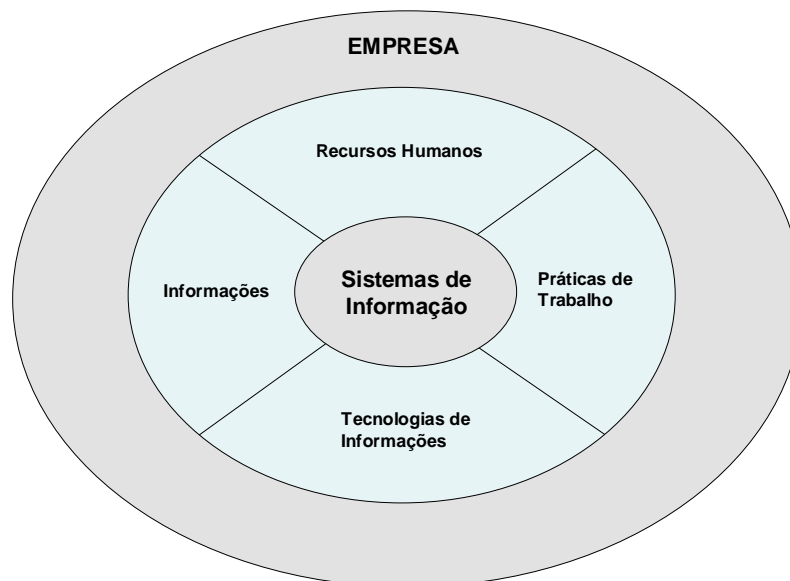 EMPRESA
Recursos Humanos
Informações
Sistemas de
Informação
Práticas de
Trabalho
Tecnologias de
Informações